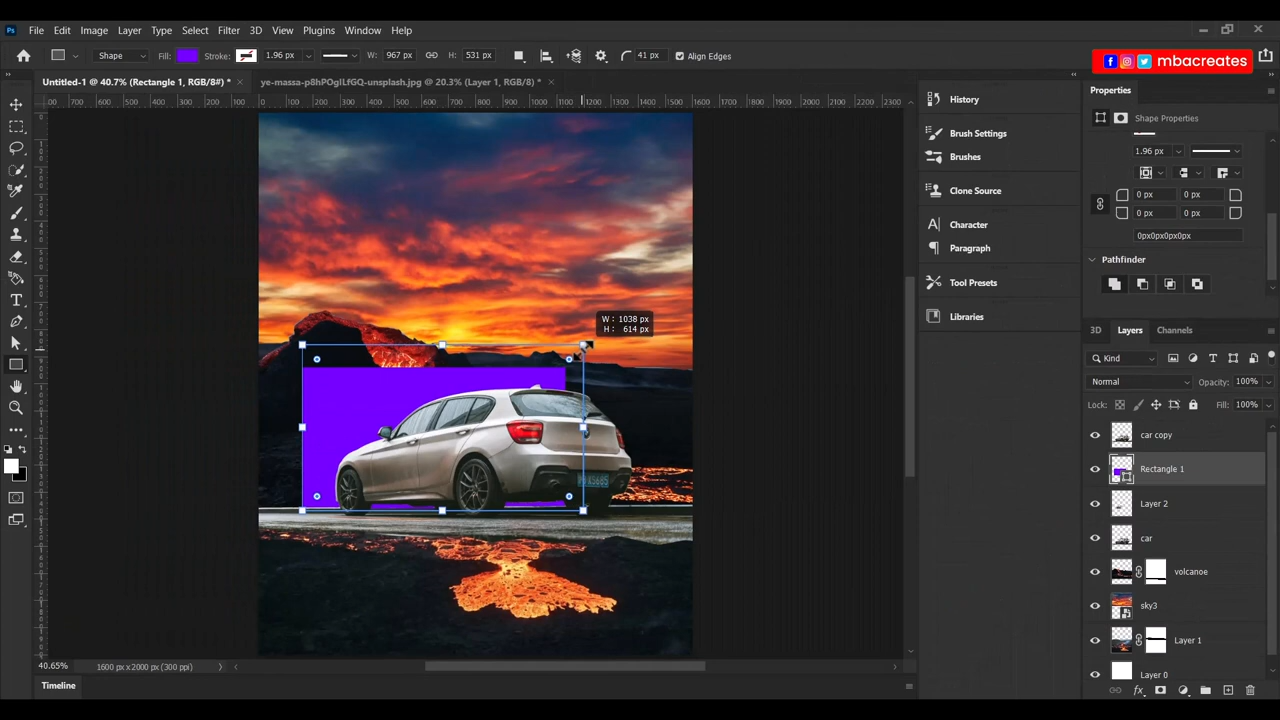 Ps File Edit Image Layer Type Select Filter 3D View Plugins Window Help
Shape Fill: Stroke: 1.96 px W: 967 px H: 531 px 41 px Align Edges
mbacreates
Untitled-1 @ 40.7% (Rectangle 1, RGB/8#) * ye-massa-p8hPOgILfGQ-unsplash.jpg @ 20.3% (Layer 1, RGB/8) *
Properties
History
Shape Properties
Brush Settings
1.96 px
Brushes
Clone Source
0 px 0 px
0 px 0 px
Character
0px0px0px0px
Paragraph
Pathfinder
Tool Presets
Libraries
W: 1038 px
H: 614 px
3D Layers Channels
Kind
Normal Opacity: 100%
Lock: Fill: 100%
car copy
Rectangle 1
Layer 2
car
volcanoe
sky3
Layer 1
Layer 0
40.65% 1600 px x 2000 px (300 ppi)
Timeline